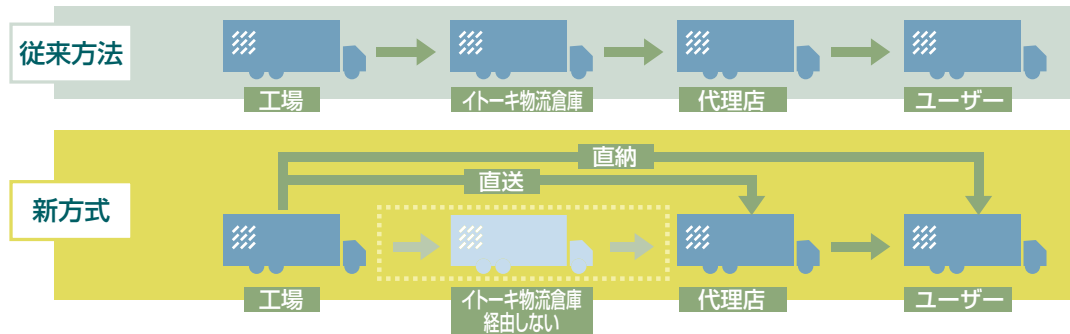 従来方法
工場
イトーキ物流倉庫
代理店
ユーザー
新方式
直納
直送
工場
イトーキ物流倉庫
経由しない
代理店
ユーザー